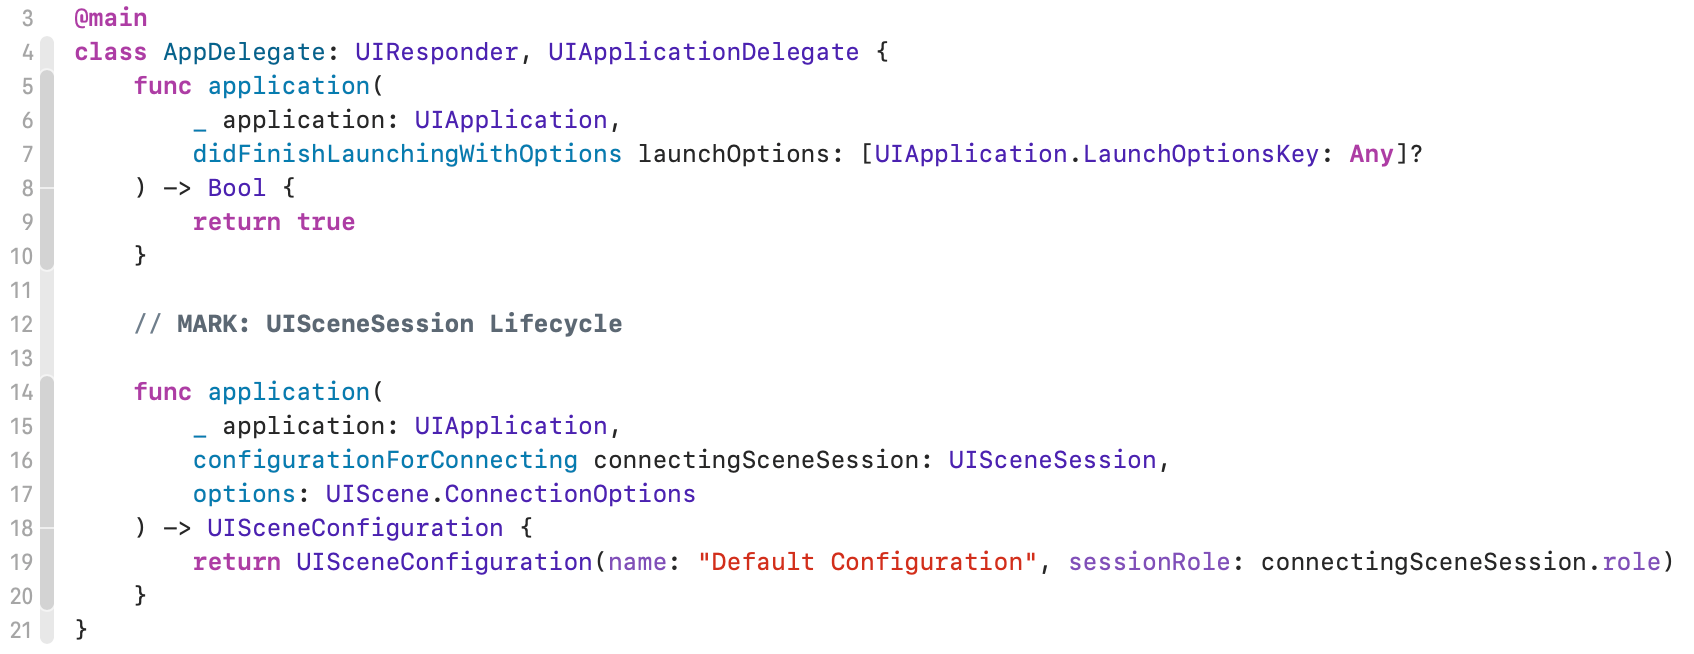 3 @main
4 class AppDelegate: UIResponder, UIApplicationDelegate {
5     func application(
6         _ application: UIApplication,
7         didFinishLaunchingWithOptions launchOptions: [UIApplication.LaunchOptionsKey: Any]?
8     ) -> Bool {
9         return true
10     }
11
12     // MARK: UISceneSession Lifecycle
13
14     func application(
15         _ application: UIApplication,
16         configurationForConnecting connectingSceneSession: UISceneSession,
17         options: UIScene.ConnectionOptions
18     ) -> UISceneConfiguration {
19         return UISceneConfiguration(name: "Default Configuration", sessionRole: connectingSceneSession.role)
20     }
21 }